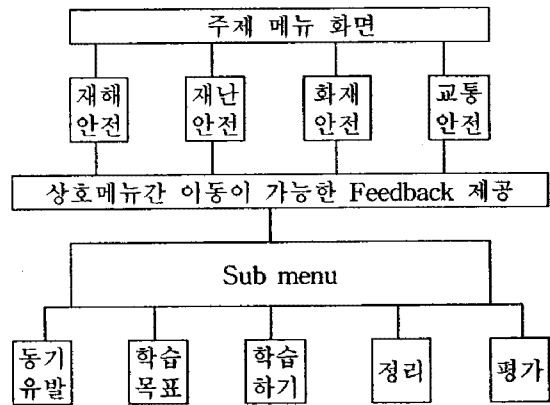 주제 메뉴 화면
재해
안전
재난
안전
화재
안전
교통
안전
상호메뉴간 이동이 가능한 Feedback 제공
Sub menu
동기
유발
학습
목표
학습
하기
정리
평가